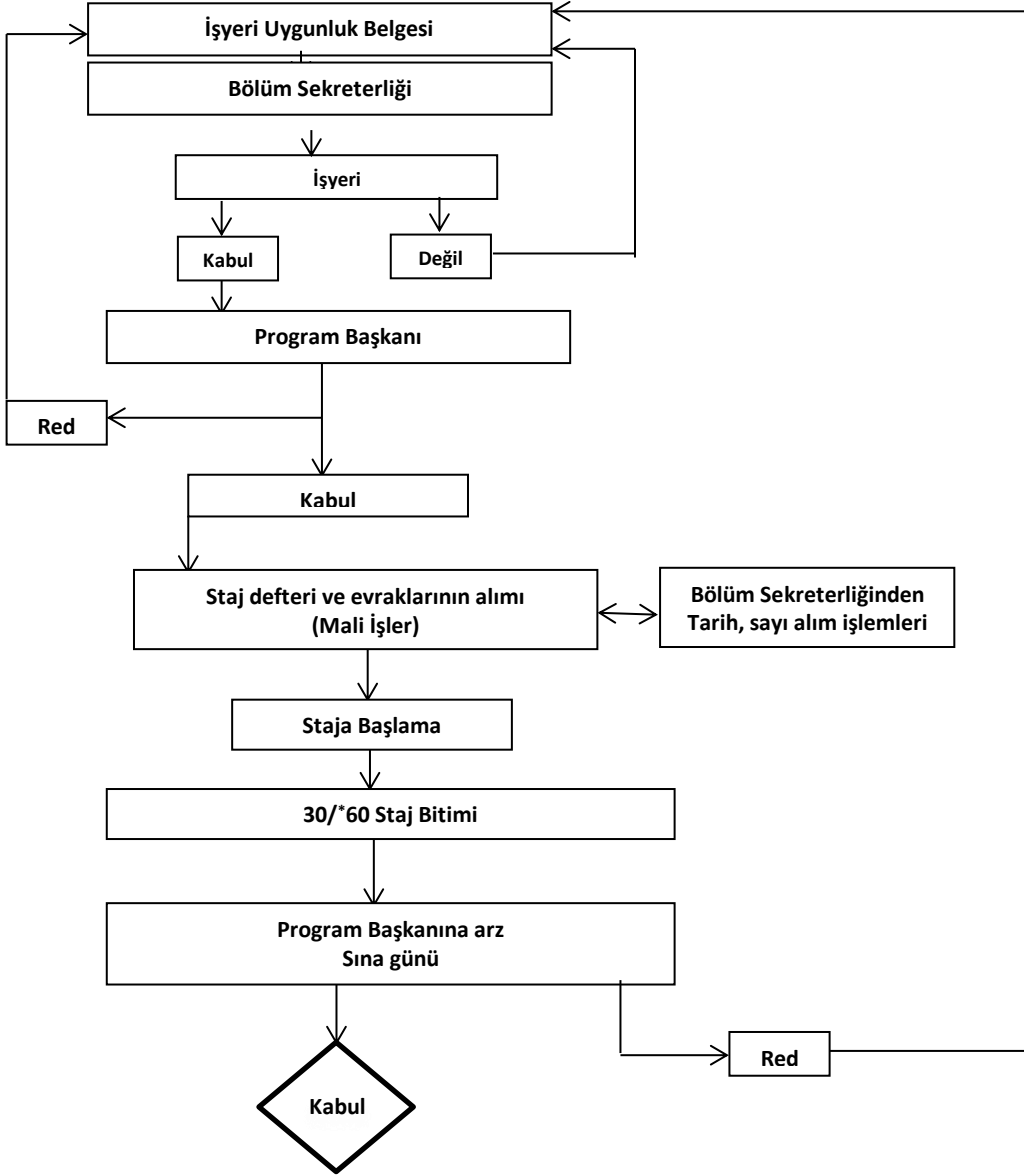 İşyeri Uygunluk Belgesi
Bölüm Sekreterliği
İşyeri
Kabul
Değil
Program Başkanı
Red
Kabul
Staj defteri ve evraklarının alımı
(Mali İşler)
Bölüm Sekreterliğinden
Tarih, sayı alım işlemleri
Staja Başlama
30/*60 Staj Bitimi
Program Başkanına arz
Sına günü
Red
Kabul